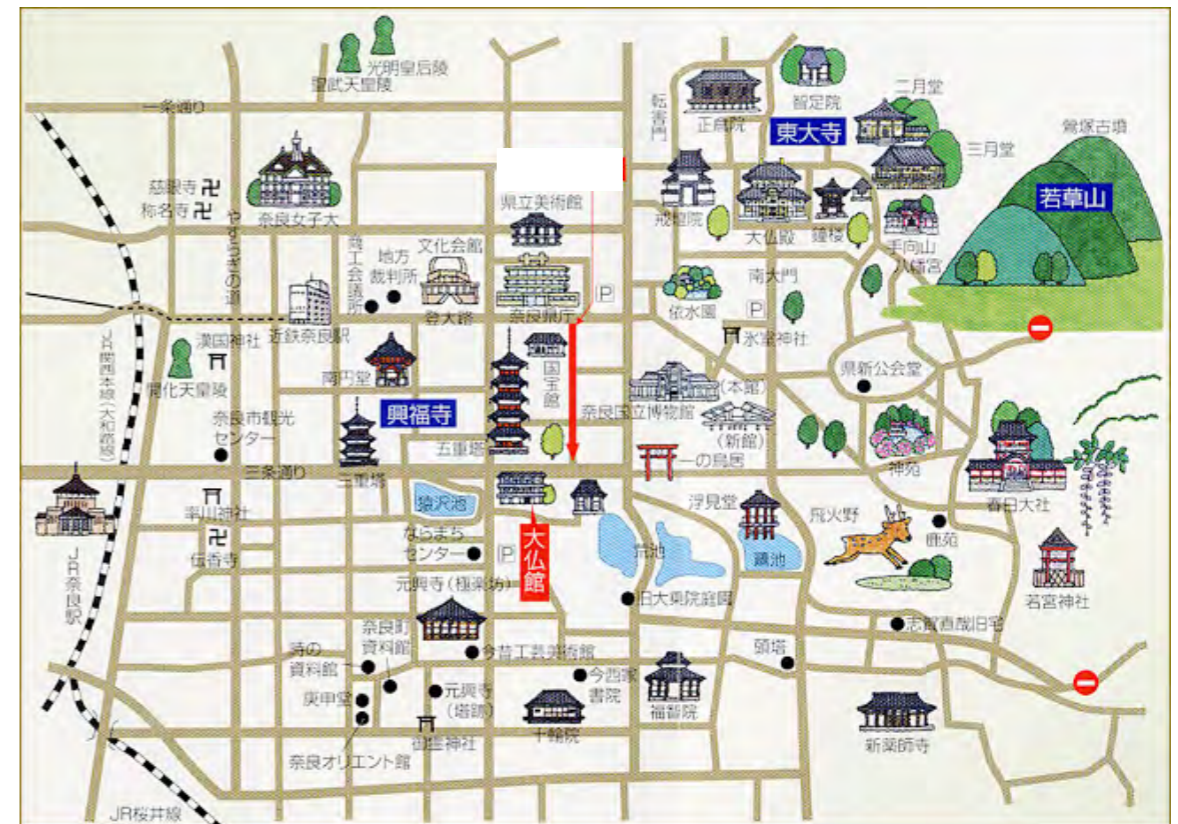 光明皇后陵
聖武天皇陵
一条通り
転害門
正倉院
智足院
二月堂
東大寺
三月堂
鶯塚古墳
若草山
慈眼寺
称名寺
奈良女子大
やすらぎの道
県立美術館
戒壇院
大仏殿
鐘楼
手向山
八幡宮
商工会議所
地方
裁判所
文化会館
登大路
奈良県庁
P
依水園
南大門
P
氷室神社
近鉄奈良駅
漢国神社
開化天皇陵
JR関西本線(大和路線)
南円堂
興福寺
国宝館
五重塔
奈良国立博物館
(本館)
(新館)
県新公会堂
神苑
春日大社
奈良市観光
センター
三条通り
三重塔
一の鳥居
猿沢池
率川神社
伝香寺
JR奈良駅
ならまち
センター
P
大仏館
荒池
浮見堂
鷺池
飛火野
鹿苑
若宮神社
元興寺(極楽坊)
旧大乗院庭園
志賀直哉旧宅
奈良町
資料館
時の
資料館
今昔工芸美術館
頭塔
庚申堂
元興寺
(塔跡)
今西家
書院
福智院
御霊神社
十輪院
新薬師寺
奈良オリエント館
JR桜井線